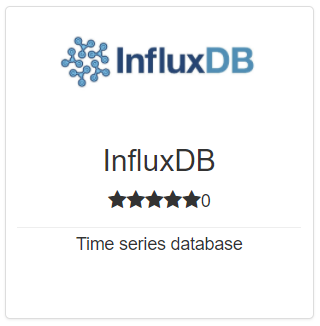 InfluxDB
InfluxDB
★★★★★0
Time series database